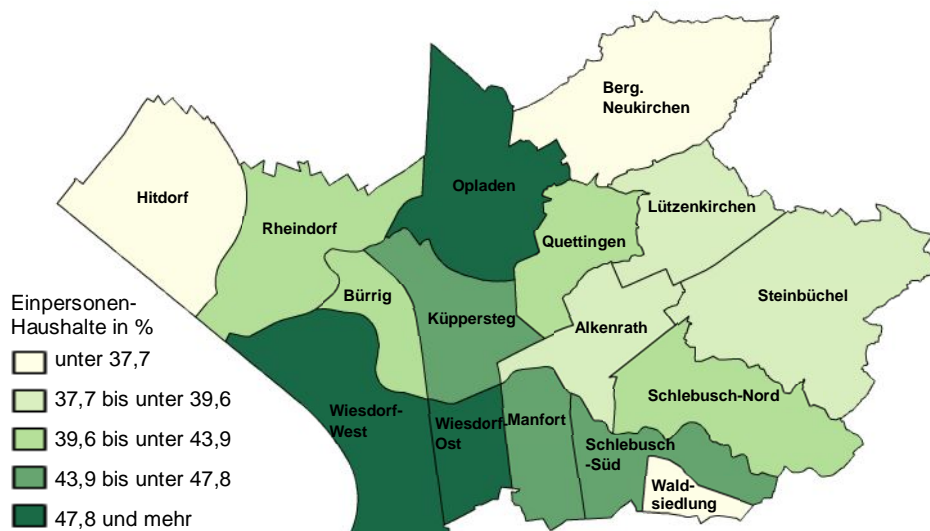 Berg.
Neukirchen
Hitdorf
Opladen
Lützenkirchen
Rheindorf
Quettingen
Bürrig
Steinbüchel
Küppersteg
Alkenrath
Schlebusch-Nord
Wiesdorf-
West
Wiesdorf-
Ost
Manfort
Schlebusch
-Süd
Wald-
siedlung
Einpersonen-
Haushalte in %
unter 37,7
37,7 bis unter 39,6
39,6 bis unter 43,9
43,9 bis unter 47,8
47,8 und mehr